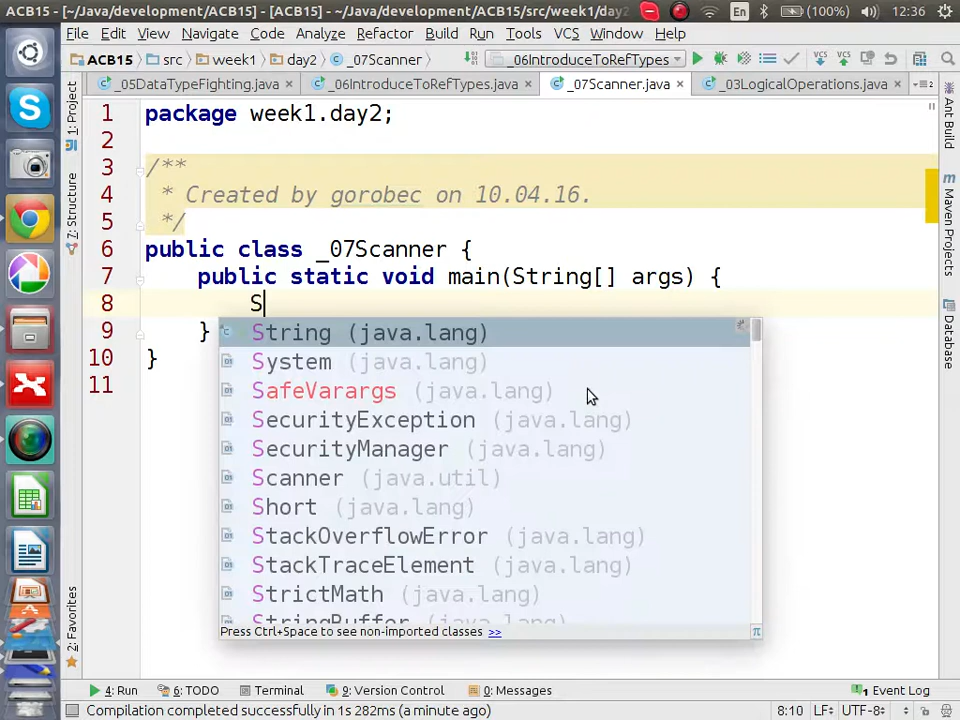 ACB15 - [~/Java/development/ACB15] - [ACB15] - ~/Java/development/ACB15/src/week1/day2/ En (100%) 12:36
File Edit View Navigate Code Analyze Refactor Build Run Tools VCS Window Help
ACB15 src week1 day2 _07Scanner _06IntroduceToRefTypes VCS VCS
_05DataTypeFighting.java _06IntroduceToRefTypes.java _07Scanner.java _03LogicalOperations.java
1 package week1.day2;
2
3 /**
4 * Created by gorobec on 10.04.16.
5 */
6 public class _07Scanner {
7 public static void main(String[] args) {
8 S
9 }
10 }
11
String (java.lang)
System (java.lang)
SafeVarargs (java.lang)
SecurityException (java.lang)
SecurityManager (java.lang)
Scanner (java.util)
Short (java.lang)
StackOverflowError (java.lang)
StackTraceElement (java.lang)
StrictMath (java.lang)
StringBuffer (java.lang)
Press Ctrl+Space to see non-imported classes >> π
1: Project
7: Structure
2: Favorites
Ant Build
Maven Projects
Database
4: Run 6: TODO Terminal 9: Version Control 0: Messages 1 Event Log
Compilation completed successfully in 1s 282ms (a minute ago) 8:10 LF UTF-8